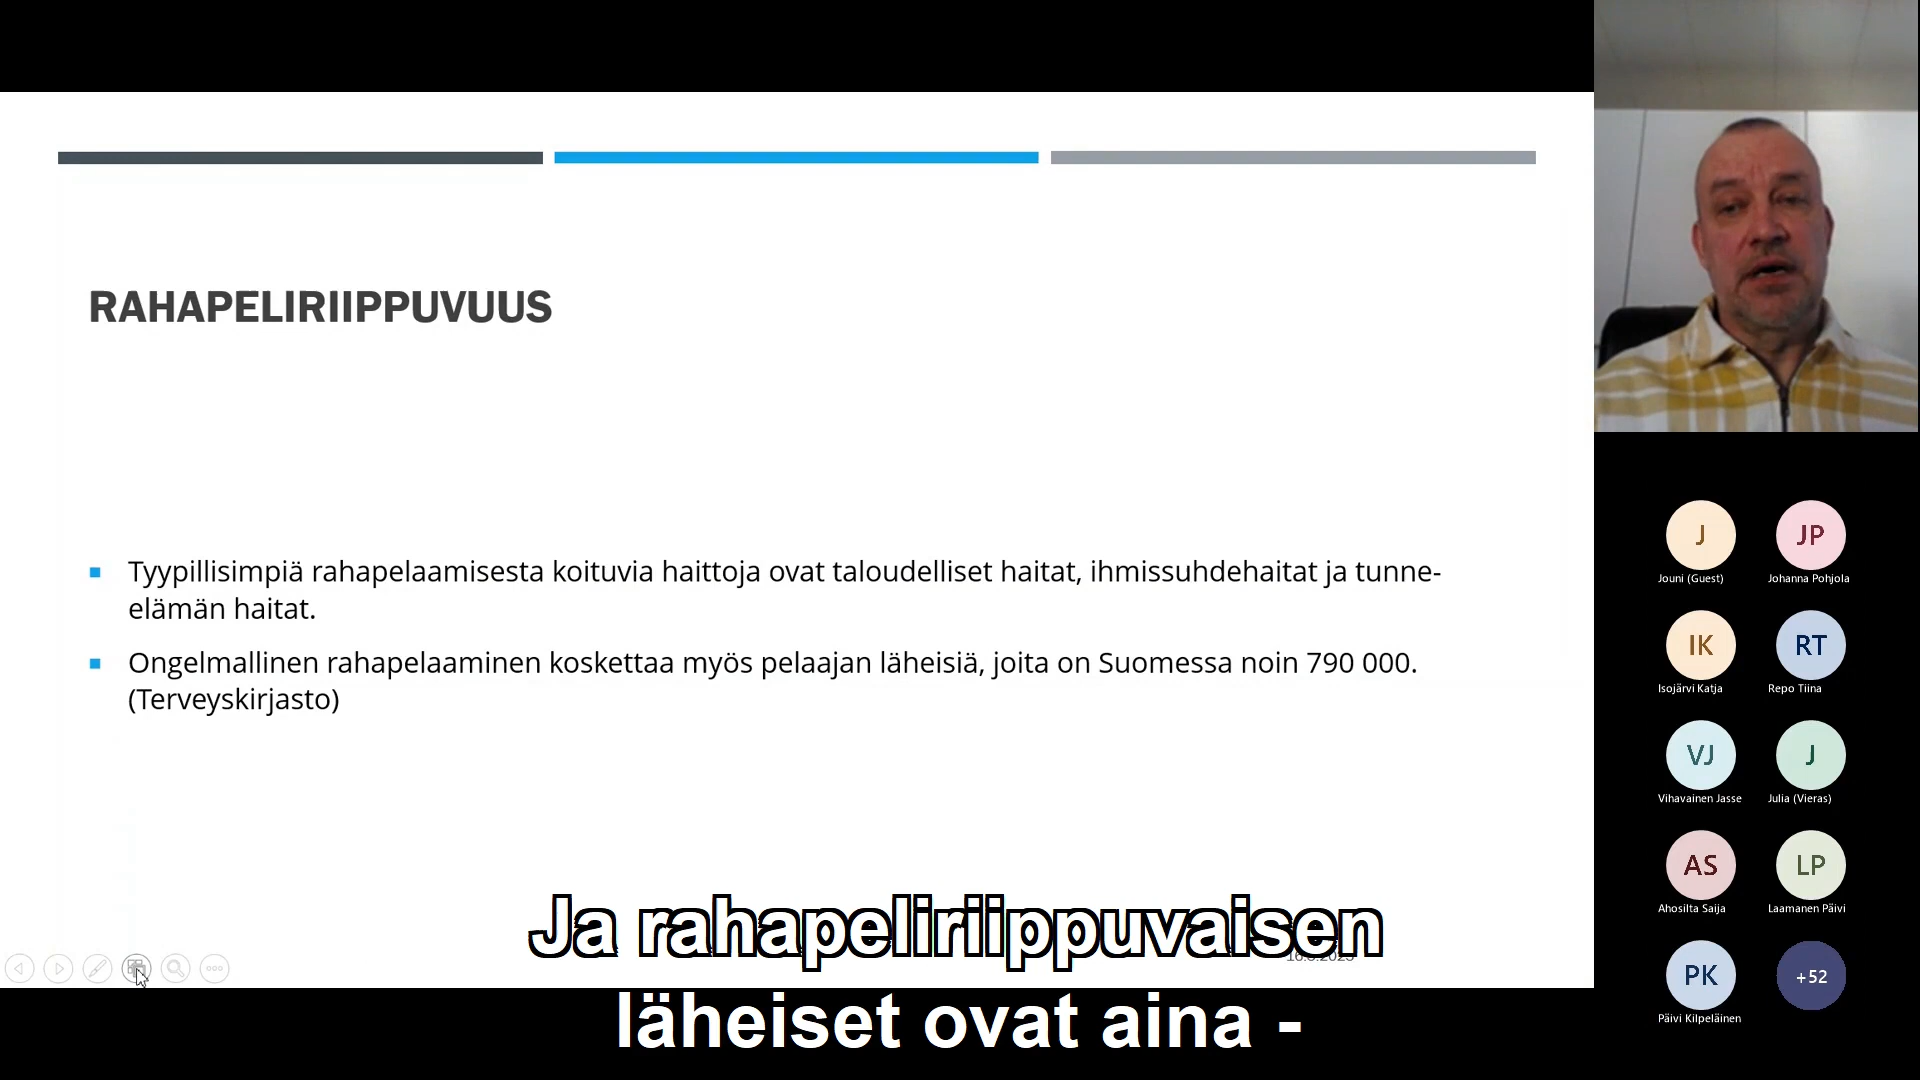 RAHAPELIRIIPPUVUUS
Tyypillisimpiä rahapelaamisesta koituvia haittoja ovat taloudelliset haitat, ihmissuhdehaitat ja tunne-
elämän haitat.
Ongelmallinen rahapelaaminen koskettaa myös pelaajan läheisiä, joita on Suomessa noin 790 000.
(Terveyskirjasto)
Ja rahapeliriippuvaisen
läheiset ovat aina -
J
JP
Jouni (Guest)
Johanna Pohjola
IK
RT
Isojärvi Katja
Repo Tiina
VJ
J
Vihavainen Jasse
Julia (Vieras)
AS
LP
Ahosilta Saija
Laamanen Päivi
PK
+52
Päivi Kilpeläinen